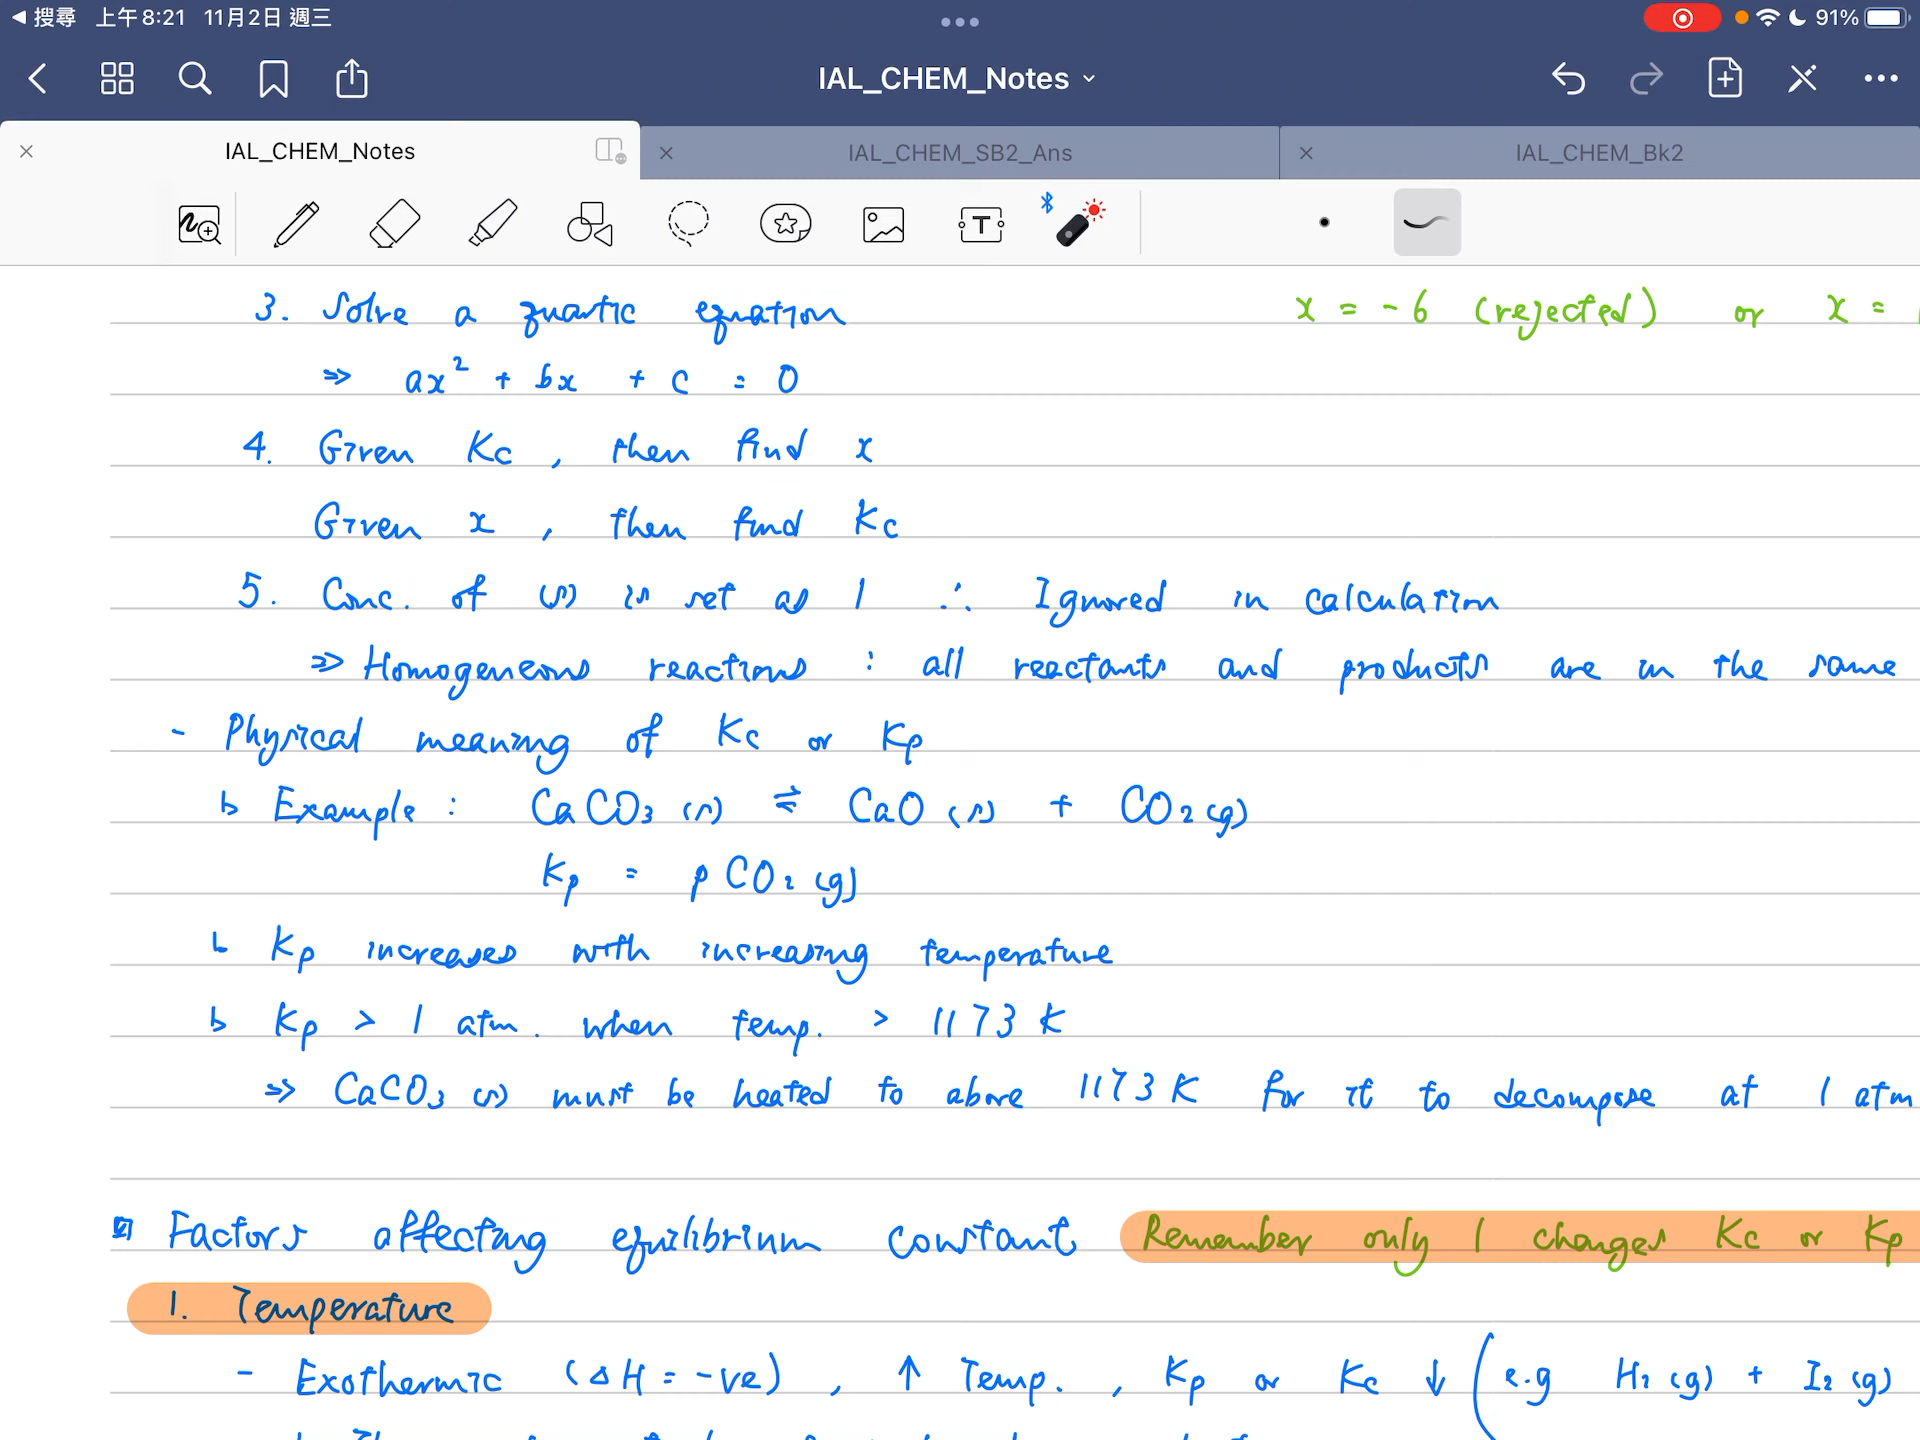 ◀ 搜尋 上午8:21 11月2日 週三 91%
IAL_CHEM_Notes
IAL_CHEM_Notes IAL_CHEM_SB2_Ans IAL_CHEM_Bk2
T
3. Solve a quatic equation x = -6 (rejected) or x =
=> ax² + bx + c = 0
4. Given Kc, then find x
Given x, then find Kc
5. Conc. of (s) is set as 1 ∴ Ignored in calculation
=> Homogeneous reactions : all reactants and products are in the same
- Physical meaning of Kc or Kp
↳ Example : CaCO₃ (s) ⇌ CaO (s) + CO₂ (g)
Kp = pCO₂ (g)
↳ Kp increases with increasing temperature
↳ Kp > 1 atm. when temp. > 1173 K
=> CaCO₃ (s) must be heated to above 1173 K for it to decompose at 1 atm
Factors affecting equilibrium constant Remember only 1 changes Kc or Kp
1. Temperature
- Exothermic (ΔH = -ve), ↑ Temp., Kp or Kc ↓ (e.g H₂ (g) + I₂ (g)